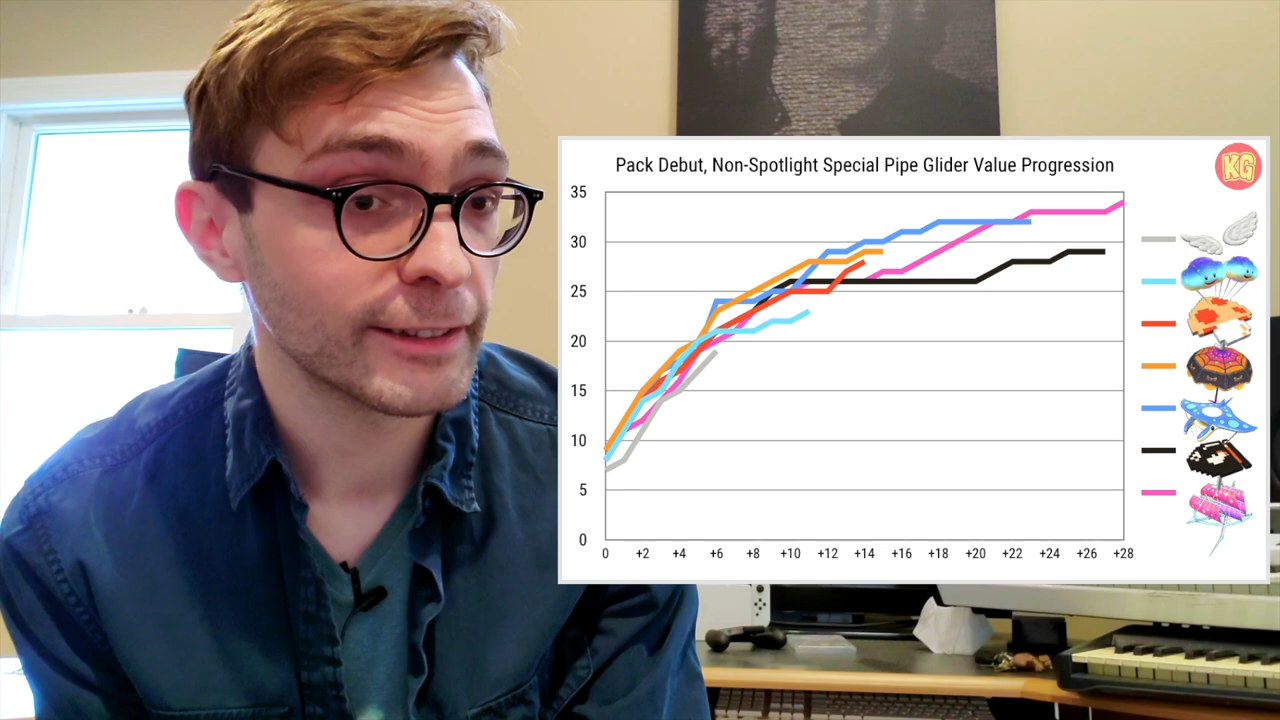 Pack Debut, Non-Spotlight Special Pipe Glider Value Progression
KG
35
30
25
20
15
10
5
0
0 +2 +4 +6 +8 +10 +12 +14 +16 +18 +20 +22 +24 +26 +28